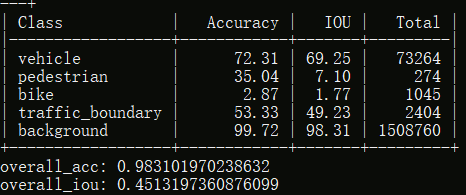 ---+
| Class | Accuracy | IOU | Total |
|------------------+----------+-------+---------|
| vehicle | 72.31 | 69.25 | 73264 |
| pedestrian | 35.04 | 7.10 | 274 |
| bike | 2.87 | 1.77 | 1045 |
| traffic_boundary | 53.33 | 49.23 | 2404 |
| background | 99.72 | 98.31 | 1508760 |
+------------------+----------+-------+---------+
overall_acc: 0.983101970238632
overall_iou: 0.4513197360876099